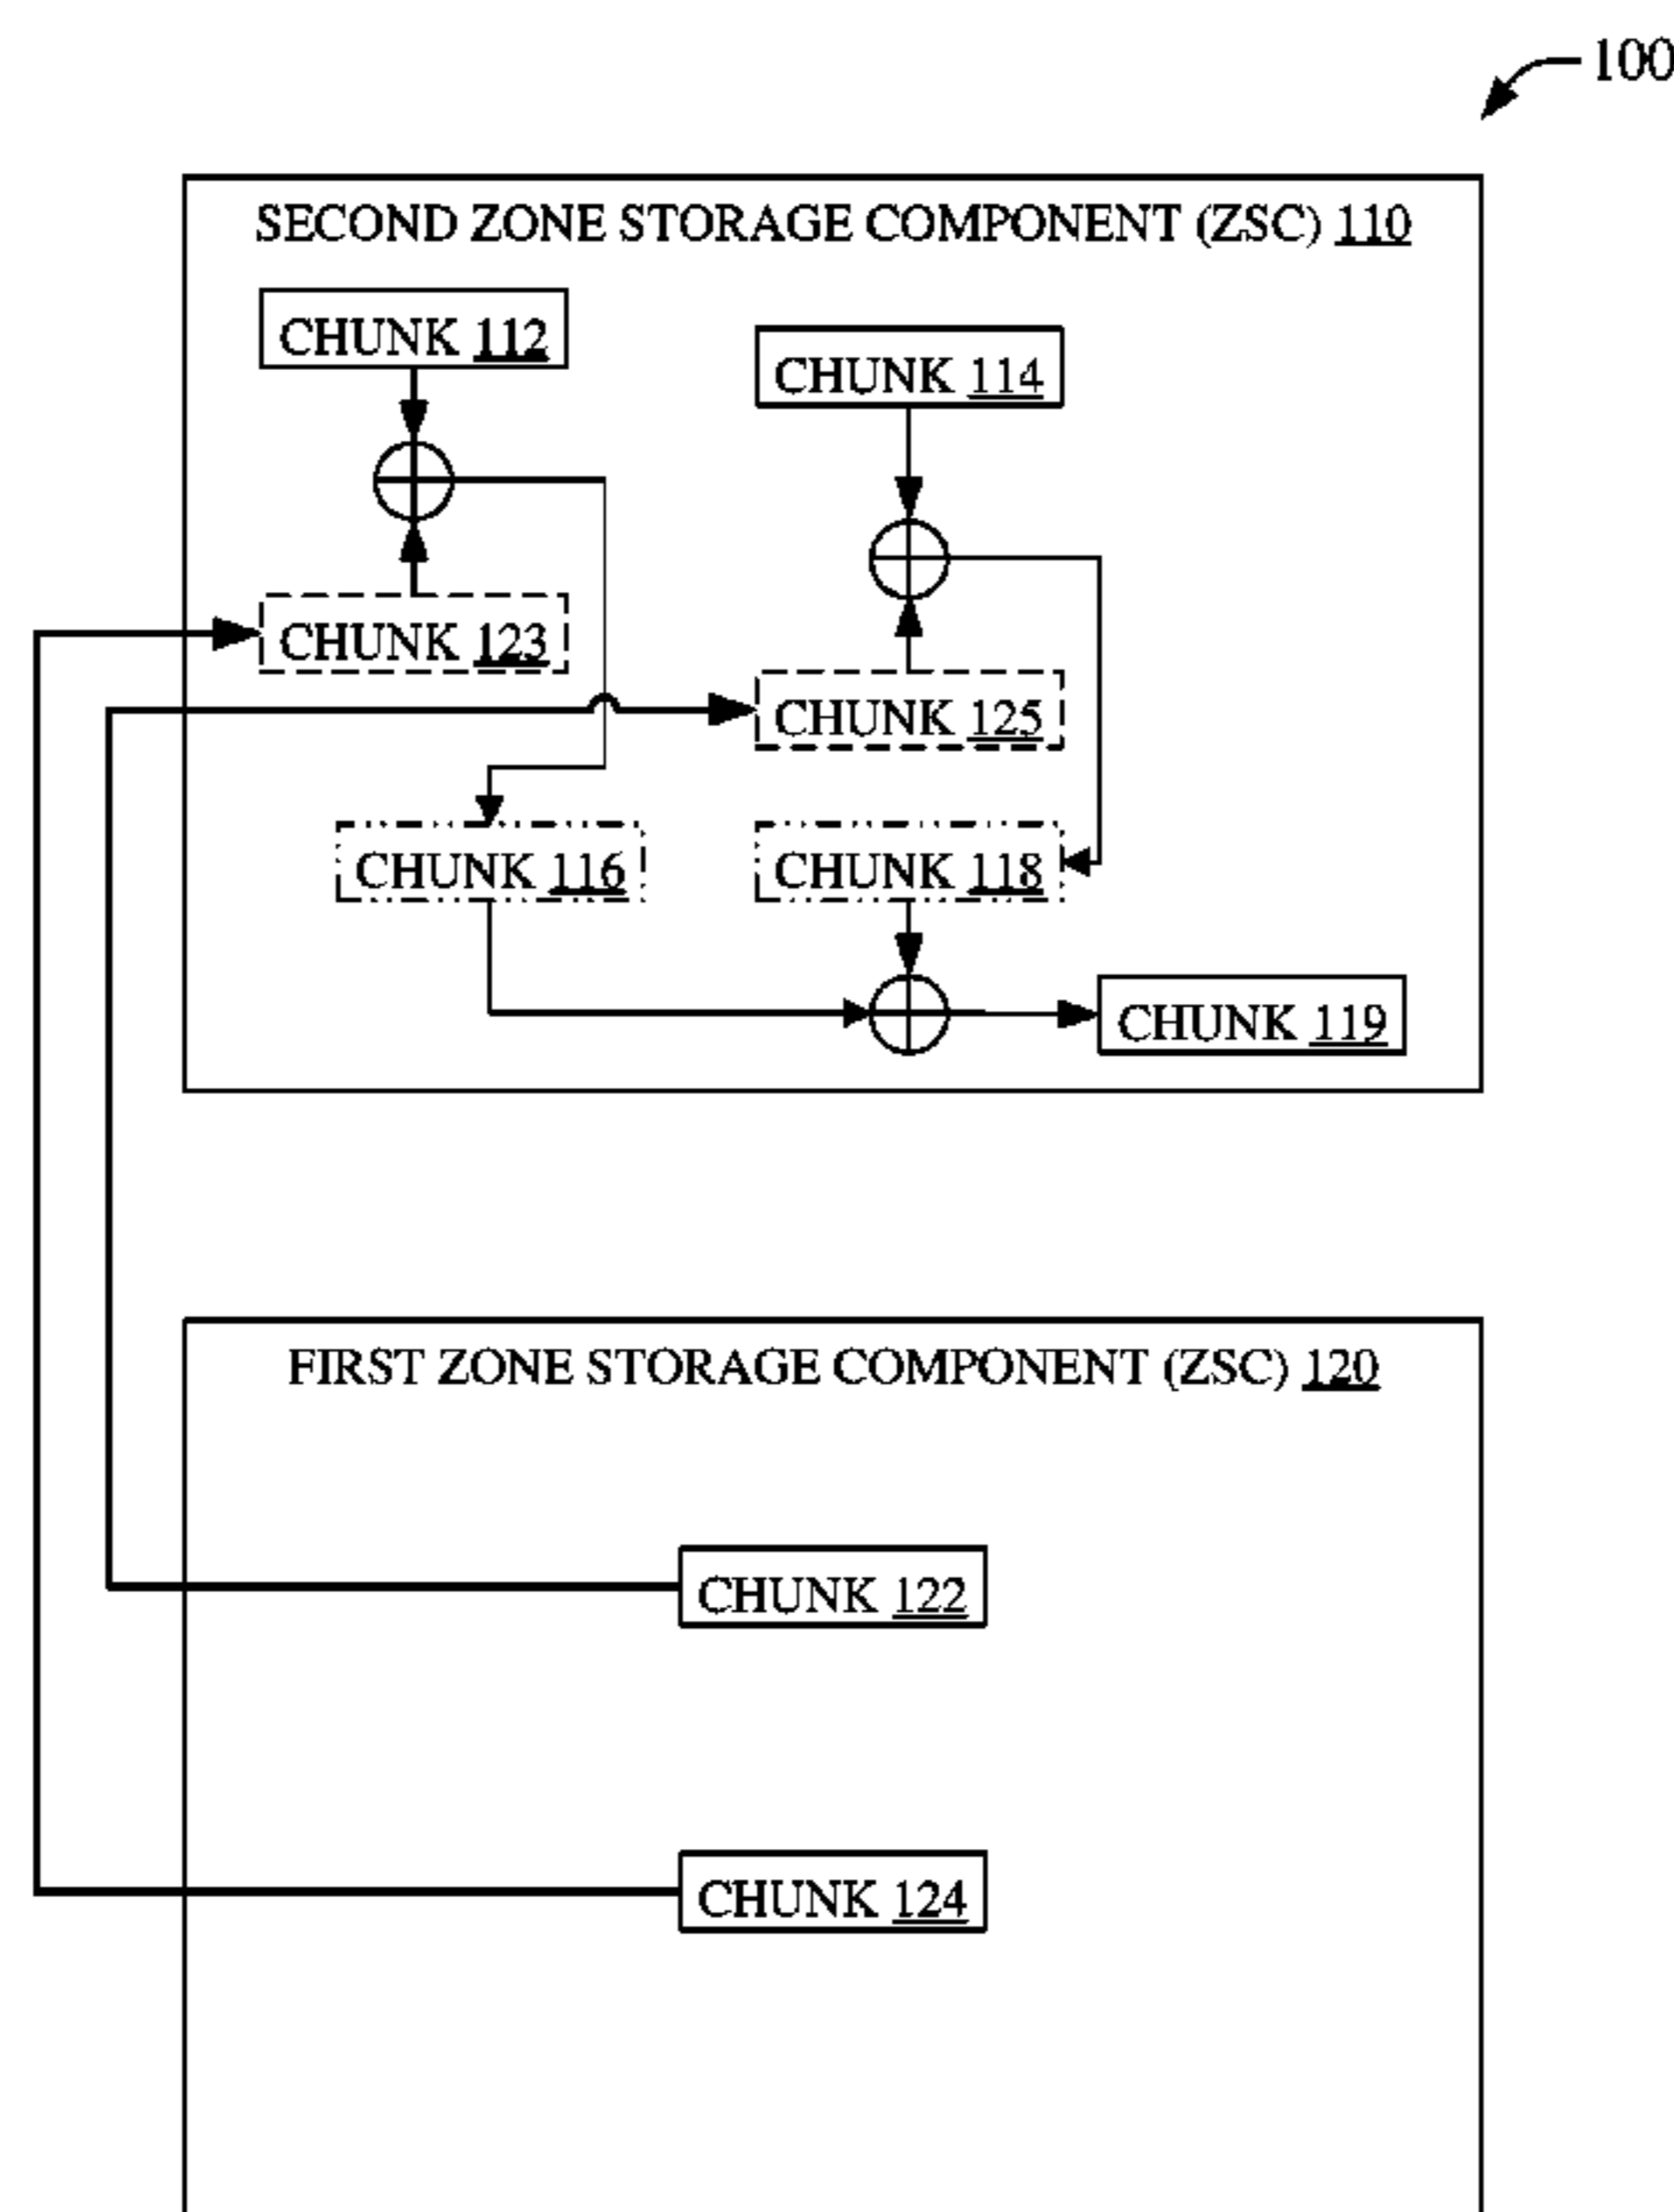 100
SECOND ZONE STORAGE COMPONENT (ZSC) 110
CHUNK 112
CHUNK 114
CHUNK 123
CHUNK 125
CHUNK 116
CHUNK 118
CHUNK 119
FIRST ZONE STORAGE COMPONENT (ZSC) 120
CHUNK 122
CHUNK 124